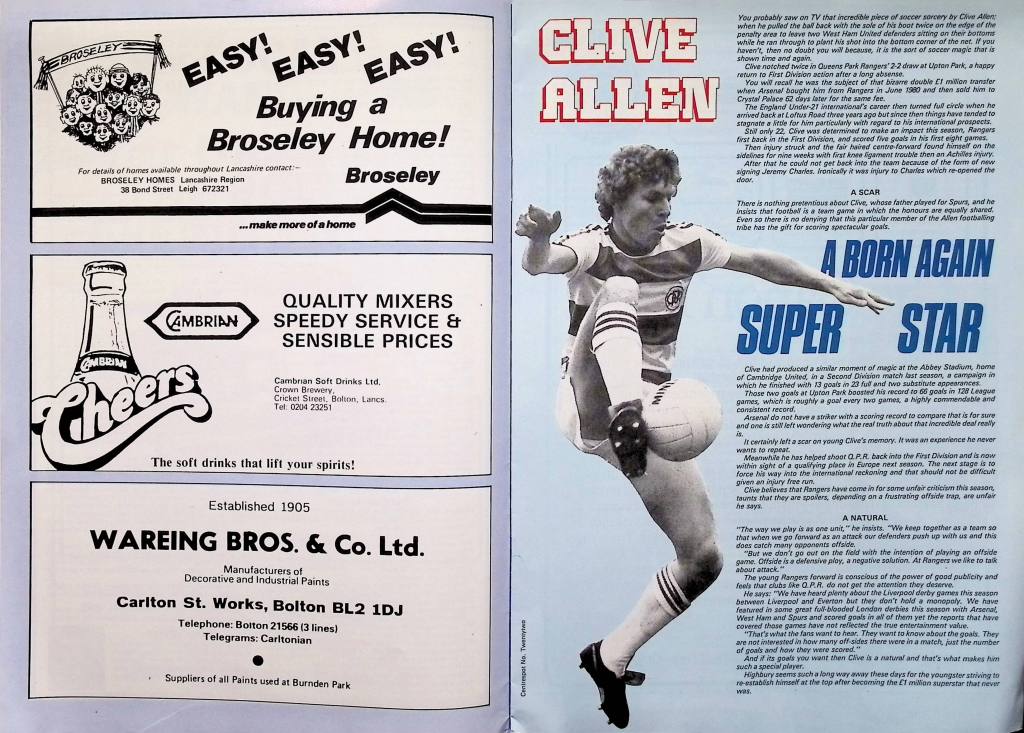 BROSELEY
EASY!
EASY!
EASY!
Buying a
Broseley Home!
For details of homes available throughout Lancashire contact:-
BROSELEY HOMES Lancashire Region
38 Bond Street Leigh 672321
Broseley
...make more of a home
CAMBRIAN
Cheers
CAMBRIAN
QUALITY MIXERS
SPEEDY SERVICE &
SENSIBLE PRICES
Cambrian Soft Drinks Ltd,
Crown Brewery,
Cricket Street, Bolton, Lancs.
Tel: 0204 23251
The soft drinks that lift your spirits!
Established 1905
WAREING BROS. & Co. Ltd.
Manufacturers of
Decorative and Industrial Paints
Carlton St. Works, Bolton BL2 1DJ
Telephone: Bolton 21566 (3 lines)
Telegrams: Carltonian
Suppliers of all Paints used at Burnden Park
CLIVE
ALLEN
You probably saw on TV that incredible piece of soccer sorcery by Clive Allen;
when he pulled the ball back with the sole of his boot twice on the edge of the
penalty area to leave two West Ham United defenders sitting on their bottoms
while he ran through to plant his shot into the bottom corner of the net. If you
haven't, then no doubt you will because, it is the sort of soccer magic that is
shown time and again.
Clive notched twice in Queens Park Rangers' 2-2 draw at Upton Park, a happy
return to First Division action after a long absense.
You will recall he was the subject of that bizarre double £1 million transfer
when Arsenal bought him from Rangers in June 1980 and then sold him to
Crystal Palace 62 days later for the same fee.
The England Under-21 international's career then turned full circle when he
arrived back at Loftus Road three years ago but since then things have tended to
stagnate a little for him particularly with regard to his international prospects.
Still only 22, Clive was determined to make an impact this season, Rangers
first back in the First Division, and scored five goals in his first eight games.
Then injury struck and the fair haired centre-forward found himself on the
sidelines for nine weeks with first knee ligament trouble then an Achilles injury.
After that he could not get back into the team because of the form of new
signing Jeremy Charles. Ironically it was injury to Charles which re-opened the
door.
A SCAR
There is nothing pretentious about Clive, whose father played for Spurs, and he
insists that football is a team game in which the honours are equally shared.
Even so there is no denying that this particular member of the Allen footballing
tribe has the gift for scoring spectacular goals.
A BORN AGAIN
SUPER STAR
Clive had produced a similar moment of magic at the Abbey Stadium, home
of Cambridge United, in a Second Division match last season, a campaign in
which he finished with 13 goals in 23 full and two substitute appearances.
Those two goals at Upton Park boosted his record to 66 goals in 128 League
games, which is roughly a goal every two games, a highly commendable and
consistent record.
Arsenal do not have a striker with a scoring record to compare that is for sure
and one is still left wondering what the real truth about that incredible deal really
is.
It certainly left a scar on young Clive's memory. It was an experience he never
wants to repeat.
Meanwhile he has helped shoot Q.P.R. back into the First Division and is now
within sight of a qualifying place in Europe next season. The next stage is to
force his way into the international reckoning and that should not be difficult
given an injury free run.
Clive believes that Rangers have come in for some unfair criticism this season,
taunts that they are spoilers, depending on a frustrating offside trap, are unfair
he says.
A NATURAL
"The way we play is as one unit," he insists. "We keep together as a team so
that when we go forward as an attack our defenders push up with us and this
does catch many opponents offside.
"But we don't go out on the field with the intention of playing an offside
game. Offside is a defensive ploy, a negative solution. At Rangers we like to talk
about attack."
The young Rangers forward is conscious of the power of good publicity and
feels that clubs like Q.P.R. do not get the attention they deserve.
He says: "We have heard plenty about the Liverpool derby games this season
between Liverpool and Everton but they don't hold a monopoly. We have
featured in some great full-blooded London derbies this season with Arsenal,
West Ham and Spurs and scored goals in all of them yet the reports that have
covered those games have not reflected the true entertainment value.
"That's what the fans want to hear. They want to know about the goals. They
are not interested in how many off-sides there were in a match, just the number
of goals and how they were scored."
And if its goals you want then Clive is a natural and that's what makes him
such a special player.
Highbury seems such a long way away these days for the youngster striving to
re-establish himself at the top after becoming the £1 million superstar that never
was.
Centrespot No. Twentytwo